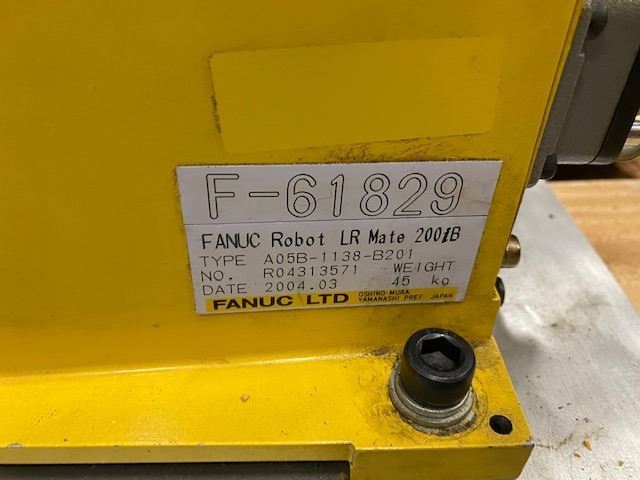 F-61829
FANUC Robot LR Mate 200iB
TYPE A05B-1138-B201
NO. R04313571 WEIGHT
DATE 2004.03 45 kg
FANUC LTD OSHINO-MURA
YAMANASHI PREF. JAPAN